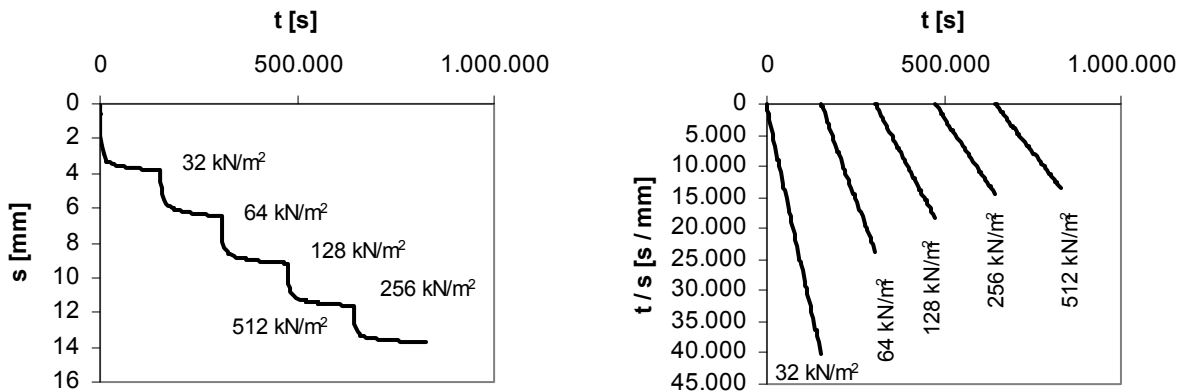 t [s]
0 500.000 1.000.000
0
2
4
6
8
10
12
14
16
s [mm]
32 kN/m²
64 kN/m²
128 kN/m²
256 kN/m²
512 kN/m²
t [s]
0 500.000 1.000.000
0
5.000
10.000
15.000
20.000
25.000
30.000
35.000
40.000
45.000
t / s [s / mm]
32 kN/m²
64 kN/m²
128 kN/m²
256 kN/m²
512 kN/m²